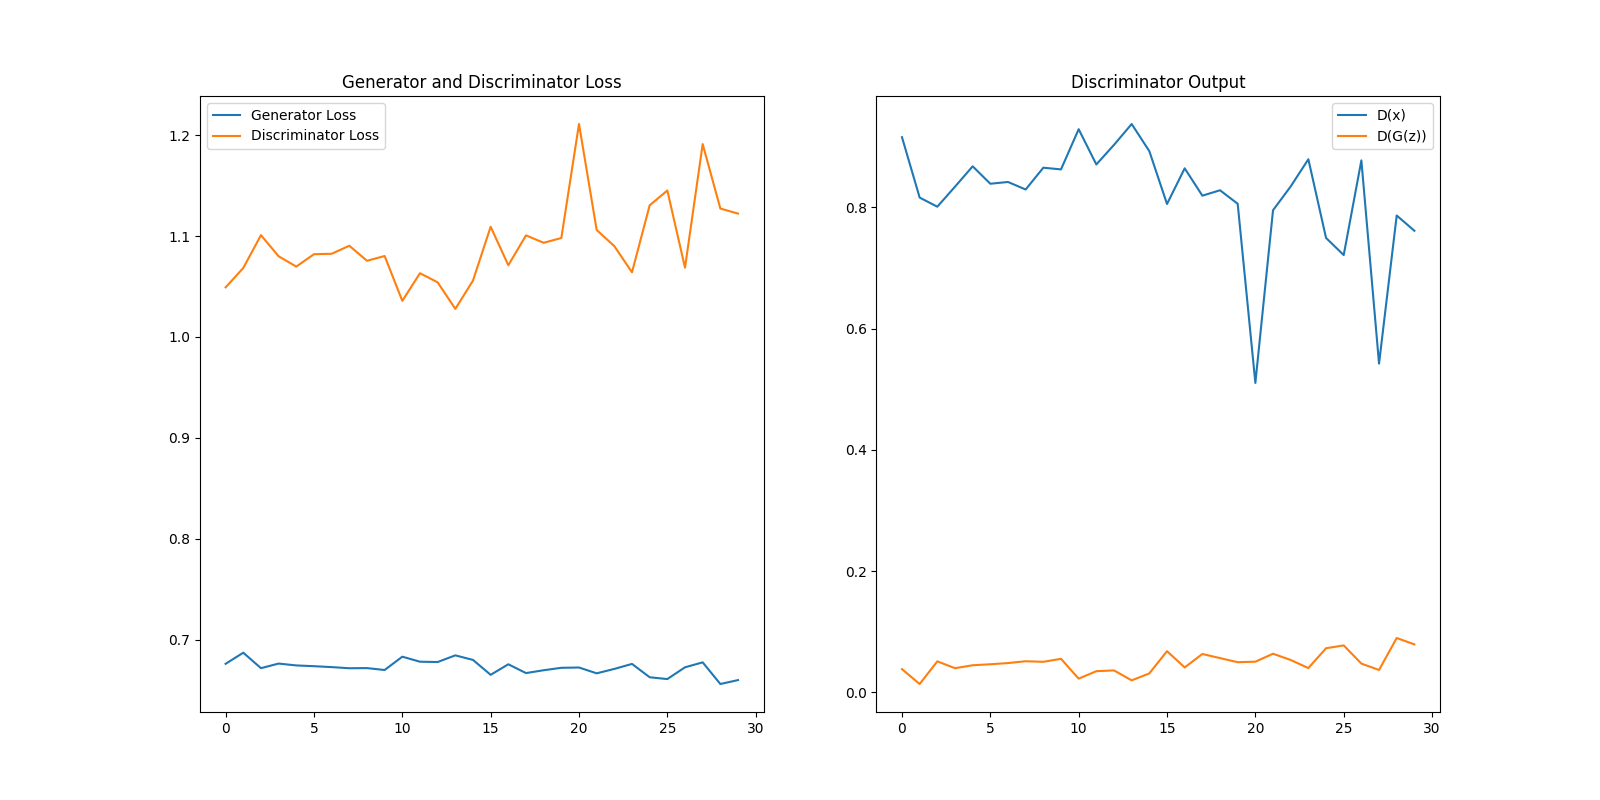 Generator and Discriminator Loss
Generator Loss
Discriminator Loss
1.2
1.1
1.0
0.9
0.8
0.7
0 5 10 15 20 25 30
Discriminator Output
D(x)
D(G(z))
0.8
0.6
0.4
0.2
0.0
0 5 10 15 20 25 30